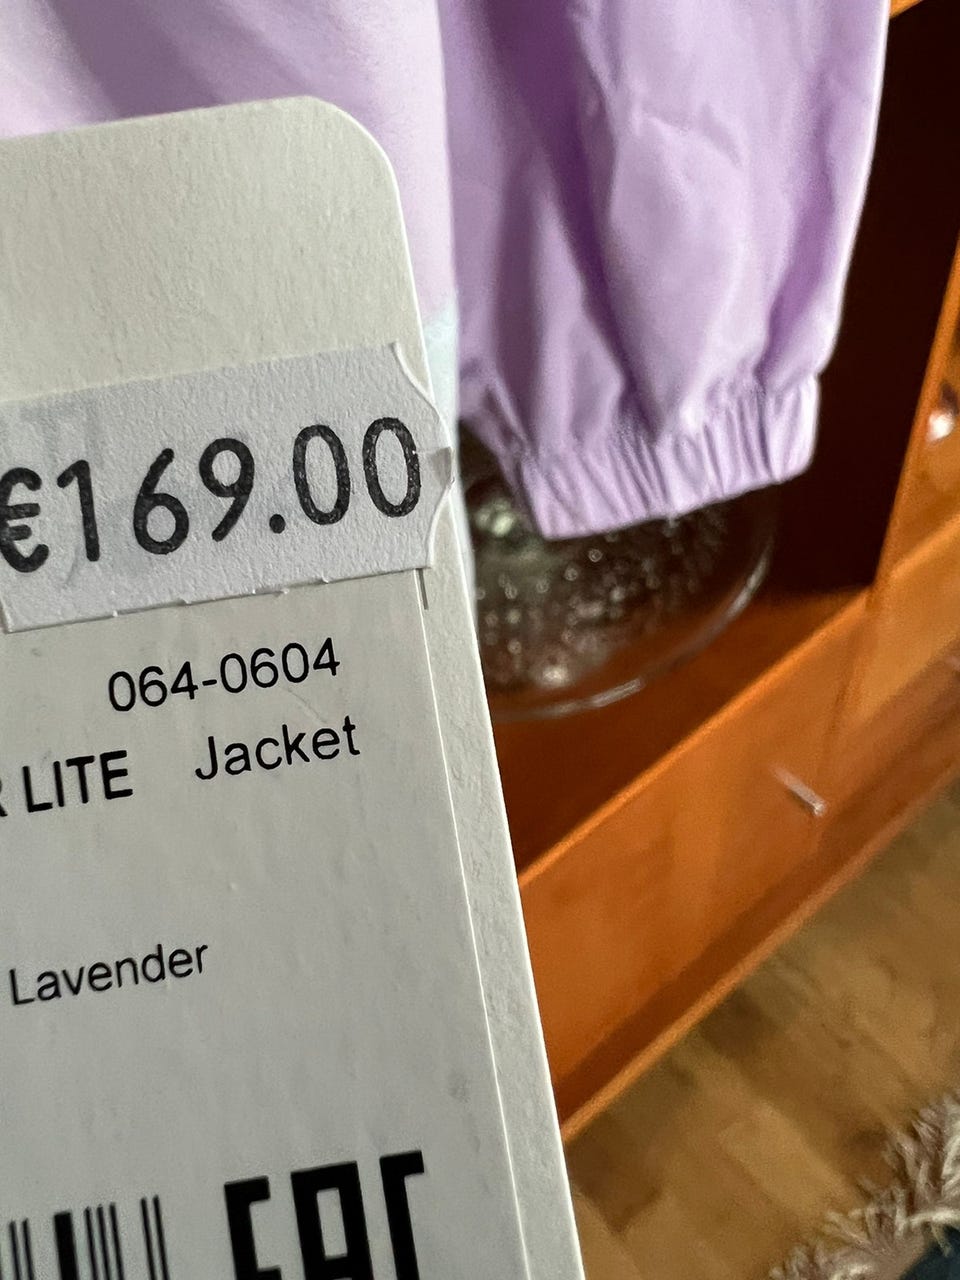 €169.00
064-0604
R LITE Jacket
Lavender
EAC